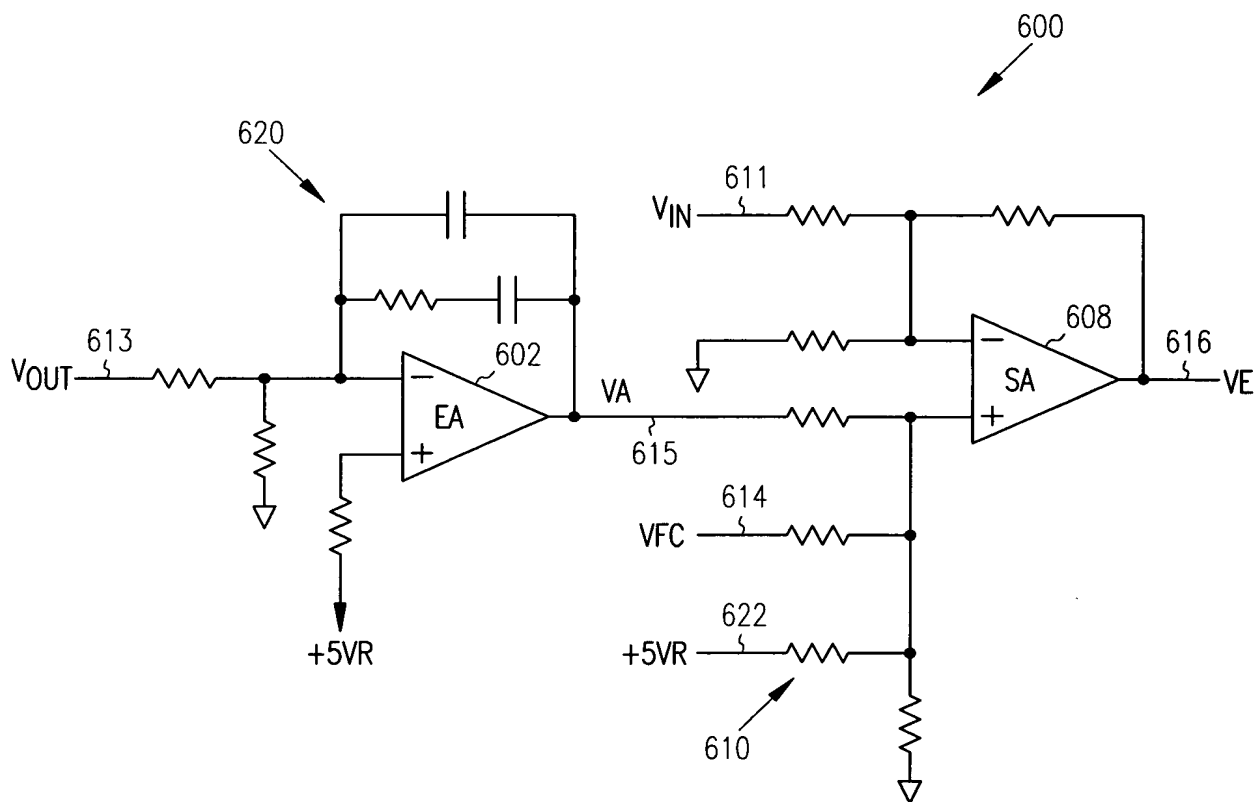 600
620
VIN 611
608
SA
616
VE
VOUT 613
602
EA
VA
615
VFC 614
+5VR
+5VR 622
610
−
+
−
+